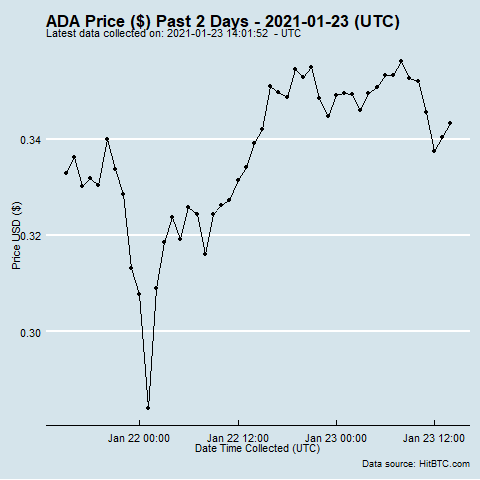 ADA Price ($) Past 2 Days - 2021-01-23 (UTC)
Latest data collected on: 2021-01-23 14:01:52 - UTC
0.34
0.32
0.30
Price USD ($)
Jan 22 00:00 Jan 22 12:00 Jan 23 00:00 Jan 23 12:00
Date Time Collected (UTC)
Data source: HitBTC.com